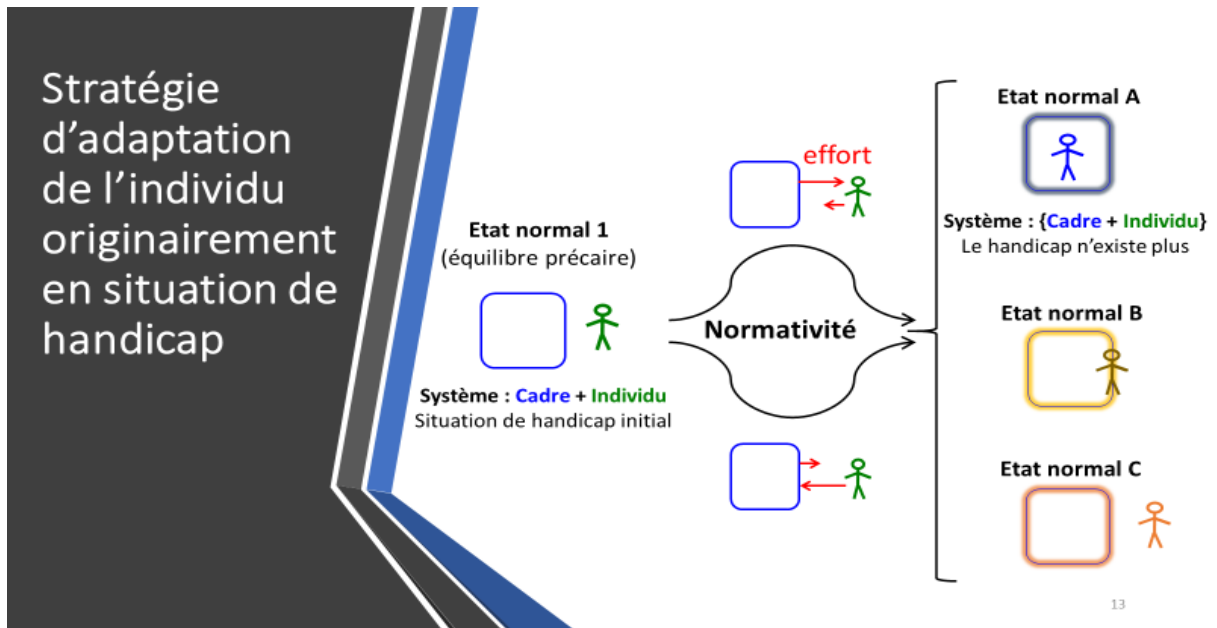 Stratégie
d’adaptation
de l’individu
originairement
en situation de
handicap
Etat normal 1
(équilibre précaire)
Système : Cadre + Individu
Situation de handicap initial
effort
Normativité
Etat normal A
Système : {Cadre + Individu}
Le handicap n’existe plus
Etat normal B
Etat normal C
13